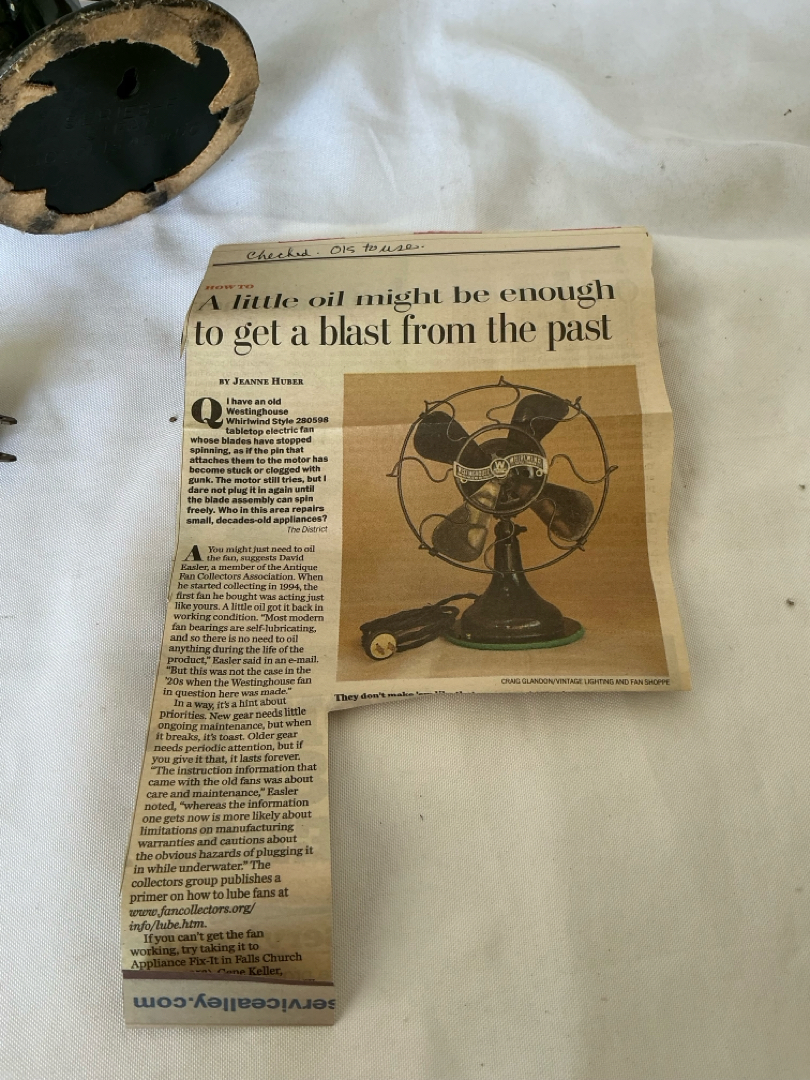 Checked. OK to use.
HOW TO
A little oil might be enough
to get a blast from the past
BY JEANNE HUBER
Q I have an old
Westinghouse
Whirlwind Style 280598
tabletop electric fan
whose blades have stopped
spinning, as if the pin that
attaches them to the motor has
become stuck or clogged with
gunk. The motor still tries, but I
dare not plug it in again until
the blade assembly can spin
freely. Who in this area repairs
small, decades-old appliances?
The District
A You might just need to oil
the fan, suggests David
Easler, a member of the Antique
Fan Collectors Association. When
he started collecting in 1994, the
first fan he bought was acting just
like yours. A little oil got it back in
working condition. “Most modern
fan bearings are self-lubricating,
and so there is no need to oil
anything during the life of the
product,” Easler said in an e-mail.
“But this was not the case in the
’20s when the Westinghouse fan
in question here was made.”
In a way, it’s a hint about
priorities. New gear needs little
ongoing maintenance, but when
it breaks, it’s toast. Older gear
needs periodic attention, but if
you give it that, it lasts forever.
“The instruction information that
came with the old fans was about
care and maintenance,” Easler
noted, “whereas the information
one gets now is more likely about
limitations on manufacturing
warranties and cautions about
the obvious hazards of plugging it
in while underwater.” The
collectors group publishes a
primer on how to lube fans at
www.fancollectors.org/
info/lube.htm.
If you can’t get the fan
working, try taking it to
Appliance Fix-It in Falls Church
Gene Keller,
WESTINGHOUSE W WHIRLWIND
CRAIG GLANDON/VINTAGE LIGHTING AND FAN SHOPPE
They don’t make ’em like that
servicealley.com